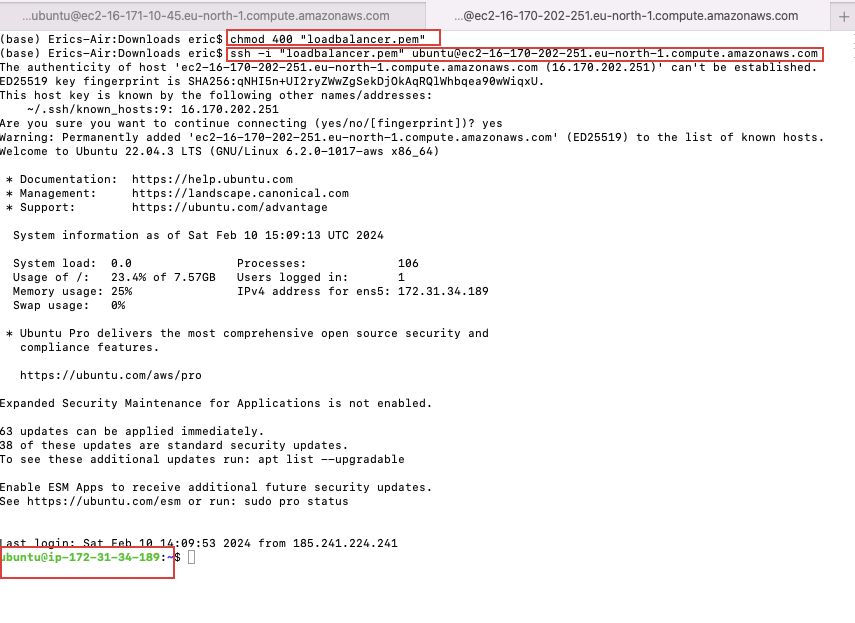 ...ubuntu@ec2-16-171-10-45.eu-north-1.compute.amazonaws.com
...@ec2-16-170-202-251.eu-north-1.compute.amazonaws.com
+
(base) Erics-Air:Downloads eric$ chmod 400 "loadbalancer.pem"
(base) Erics-Air:Downloads eric$ ssh -i "loadbalancer.pem" ubuntu@ec2-16-170-202-251.eu-north-1.compute.amazonaws.com
The authenticity of host 'ec2-16-170-202-251.eu-north-1.compute.amazonaws.com (16.170.202.251)' can't be established.
ED25519 key fingerprint is SHA256:qNHI5n+UI2ryZWwZgSekDjOkAqRQlWhbqea90wWiqxU.
This host key is known by the following other names/addresses:
    ~/.ssh/known_hosts:9: 16.170.202.251
Are you sure you want to continue connecting (yes/no/[fingerprint])? yes
Warning: Permanently added 'ec2-16-170-202-251.eu-north-1.compute.amazonaws.com' (ED25519) to the list of known hosts.
Welcome to Ubuntu 22.04.3 LTS (GNU/Linux 6.2.0-1017-aws x86_64)

 * Documentation:  https://help.ubuntu.com
 * Management:     https://landscape.canonical.com
 * Support:        https://ubuntu.com/advantage

  System information as of Sat Feb 10 15:09:13 UTC 2024

  System load:  0.0               Processes:             106
  Usage of /:   23.4% of 7.57GB   Users logged in:       1
  Memory usage: 25%               IPv4 address for ens5: 172.31.34.189
  Swap usage:   0%

 * Ubuntu Pro delivers the most comprehensive open source security and
   compliance features.

   https://ubuntu.com/aws/pro

Expanded Security Maintenance for Applications is not enabled.

63 updates can be applied immediately.
38 of these updates are standard security updates.
To see these additional updates run: apt list --upgradable

Enable ESM Apps to receive additional future security updates.
See https://ubuntu.com/esm or run: sudo pro status

Last login: Sat Feb 10 14:09:53 2024 from 185.241.224.241
ubuntu@ip-172-31-34-189:~$